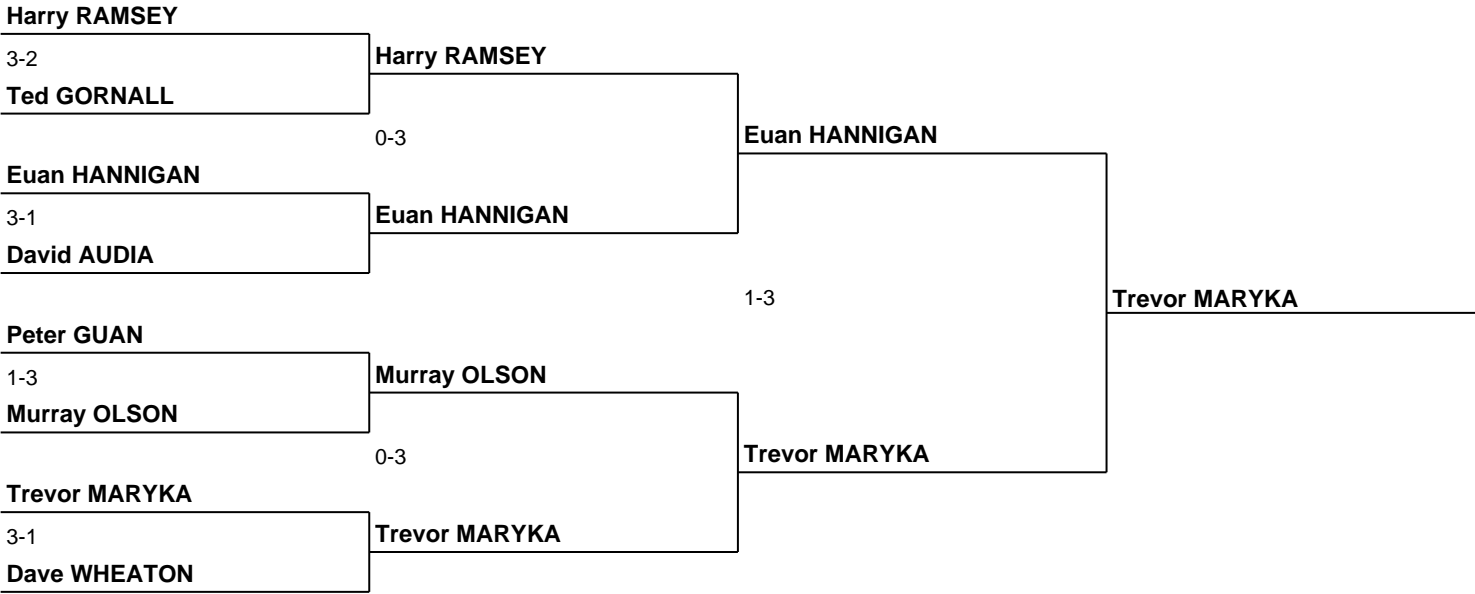 Harry RAMSEY
3-2
Harry RAMSEY
Ted GORNALL
0-3
Euan HANNIGAN
Euan HANNIGAN
3-1
Euan HANNIGAN
David AUDIA
1-3
Trevor MARYKA
Peter GUAN
1-3
Murray OLSON
Murray OLSON
0-3
Trevor MARYKA
Trevor MARYKA
3-1
Trevor MARYKA
Dave WHEATON